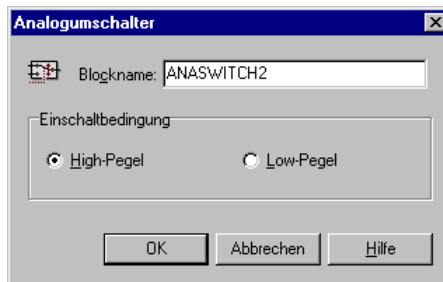 Analogumschalter
Blockname: ANASWITCH2
Einschaltbedingung
High-Pegel Low-Pegel
OK Abbrechen Hilfe